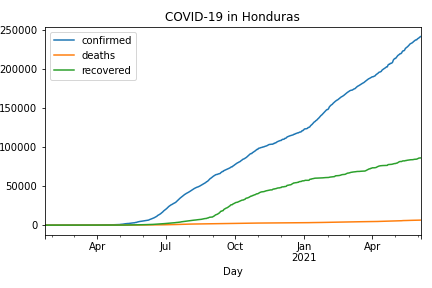 COVID-19 in Honduras
confirmed
deaths
recovered
250000
200000
150000
100000
50000
0
Apr Jul Oct Jan Apr
2021
Day